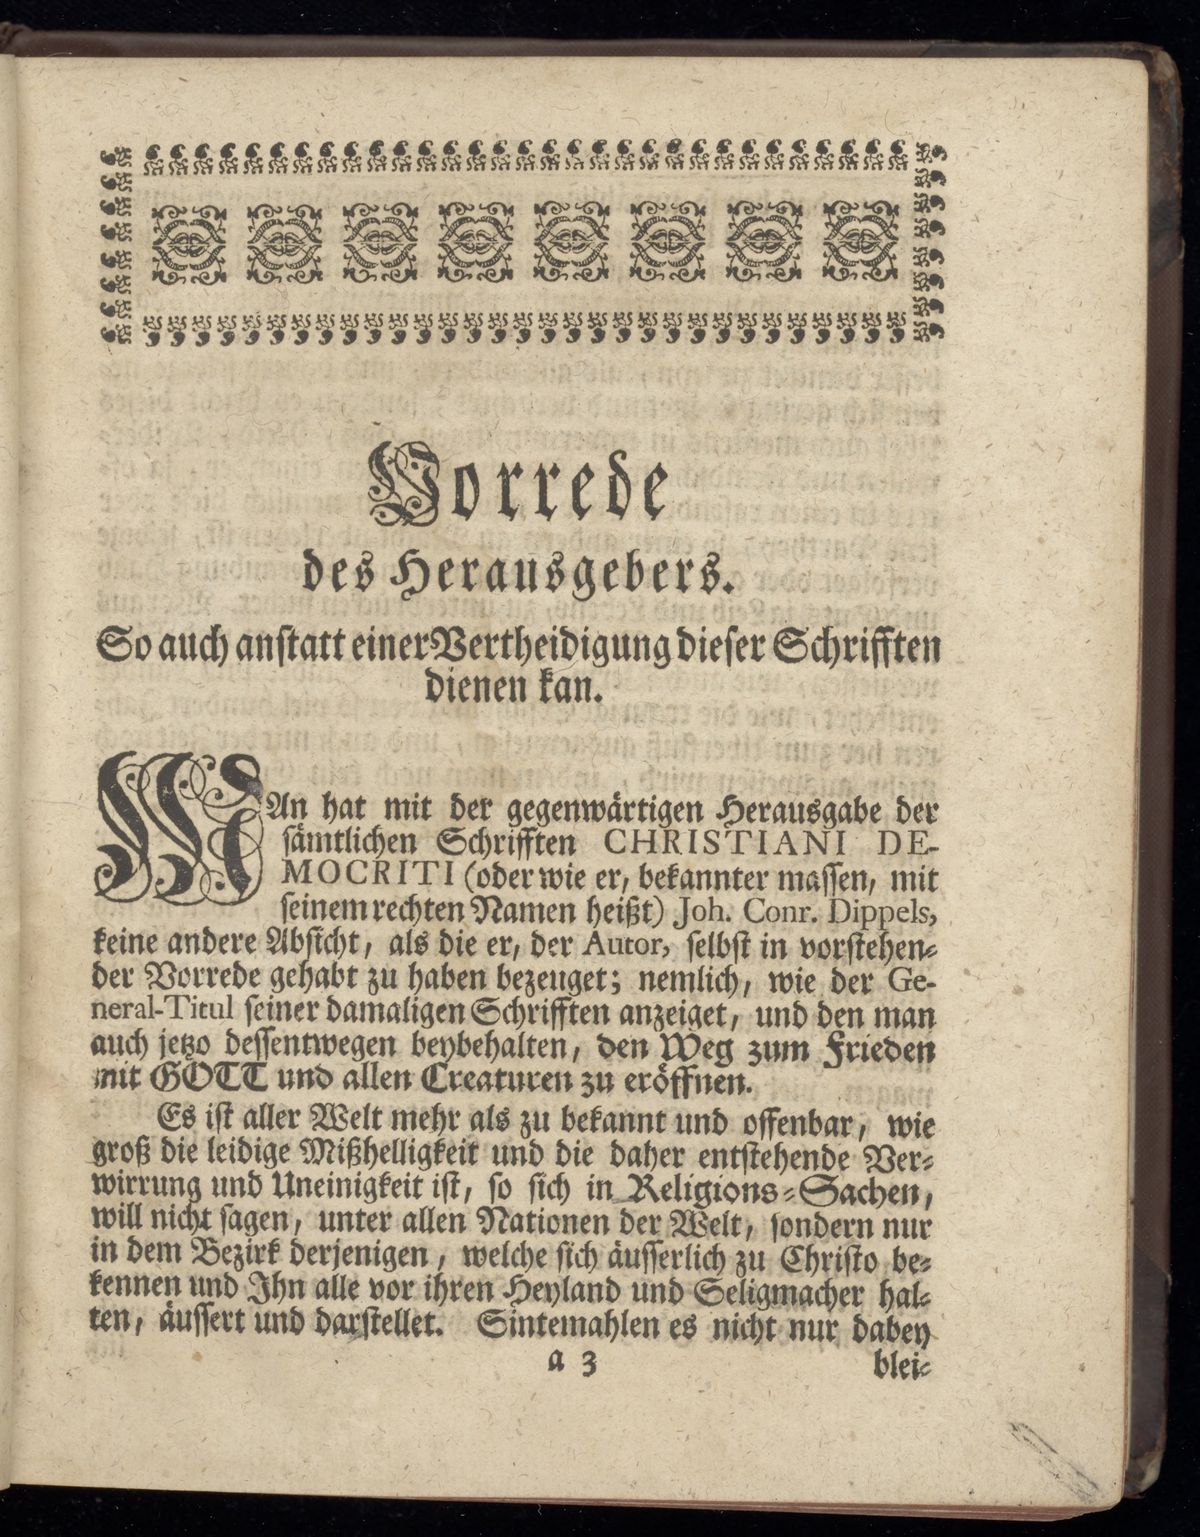 Vorrede
des Herausgebers.
So auch anstatt einer Vertheidigung dieser Schrifften
dienen kan.
MAn hat mit der gegenwärtigen Herausgabe der
sämtlichen Schrifften CHRISTIANI DE-
MOCRITI (oder wie er, bekannter massen, mit
seinem rechten Namen heißt) Joh. Conr. Dippels,
keine andere Absicht, als die er, der Autor, selbst in vorstehen-
der Vorrede gehabt zu haben bezeuget; nemlich, wie der Ge-
neral-Titul seiner damaligen Schrifften anzeiget, und den man
auch jetzo dessentwegen beybehalten, den Weg zum Frieden
mit GOTT und allen Creaturen zu eröffnen.
Es ist aller Welt mehr als zu bekannt und offenbar, wie
groß die leidige Mißhelligkeit und die daher entstehende Ver-
wirrung und Uneinigkeit ist, so sich in Religions-Sachen,
will nicht sagen, unter allen Nationen der Welt, sondern nur
in dem Bezirk derjenigen, welche sich äusserlich zu Christo be-
kennen und Ihn alle vor ihren Heyland und Seligmacher hal-
ten, äussert und darstellet. Sintemahlen es nicht nur dabey
a 3 blei-